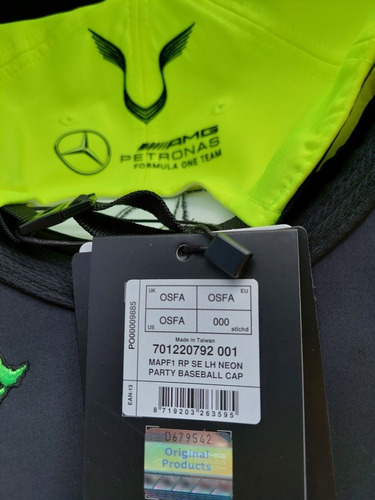 AMG
PETRONAS
FORMULA ONE TEAM
UK OSFA OSFA EU
US OSFA 000 stichd
Made in Taiwan
701220792 001
MAPF1 RP SE LH NEON
PARTY BASEBALL CAP
PO00009885
EAN-13
8 719203 263595
D679542
Original
Products